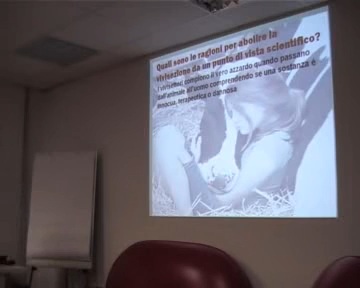 Quali sono le ragioni per abolire la
vivisezione da un punto di vista scientifico?
I vivisettori compiono il vero azzardo quando passano
dall'animale all'uomo comprendendo se una sostanza è
innocua, terapeutica o dannosa